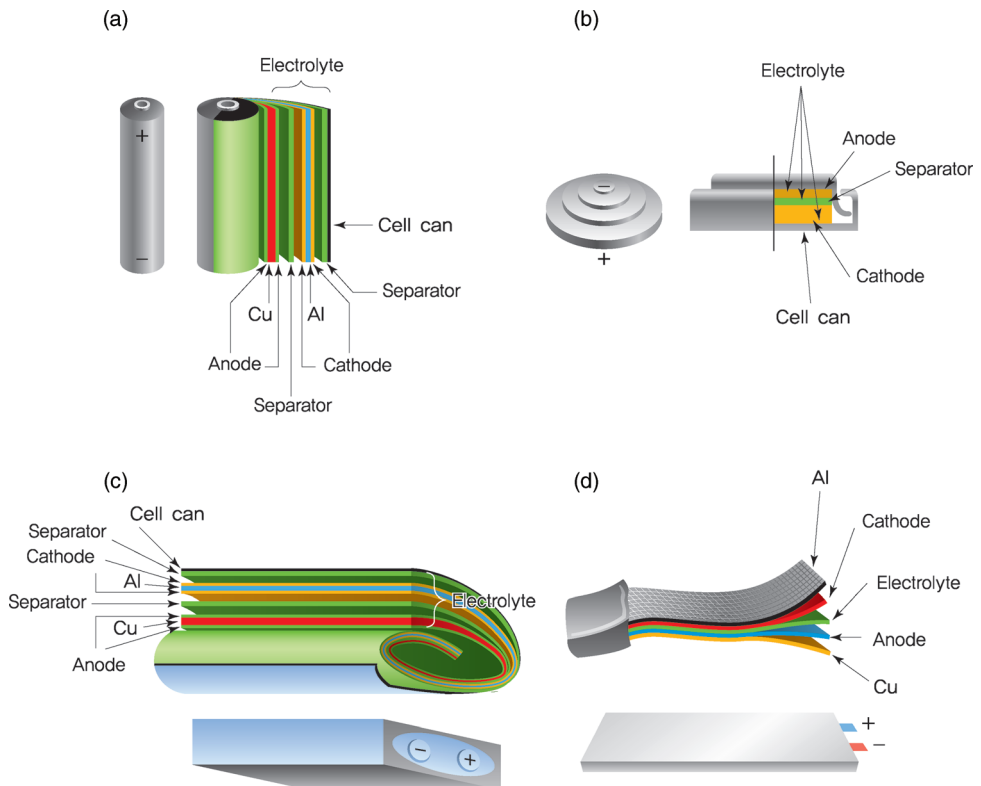 (a)
Electrolyte
+
−
Cell can
Separator
Cu
Al
Anode
Cathode
Separator
(b)
Electrolyte
Anode
Separator
−
+
Cathode
Cell can
(c)
Cell can
Separator
Cathode
Al
Separator
Cu
Anode
Electrolyte
−
+
(d)
Al
Cathode
Electrolyte
Anode
Cu
+
−